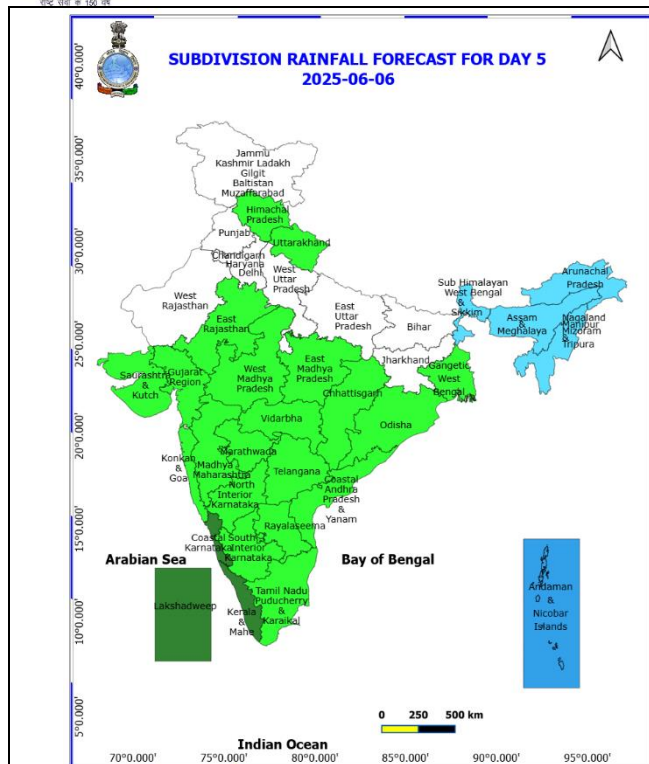 राष्ट्र सेवा के 150 वर्ष
SUBDIVISION RAINFALL FORECAST FOR DAY 5
2025-06-06
40°0.000'
35°0.000'
30°0.000'
25°0.000'
20°0.000'
15°0.000'
10°0.000'
5°0.000'
Jammu
Kashmir Ladakh
Gilgit
Baltistan
Muzaffarabad
Himachal
Pradesh
Punjab
Uttarakhand
Chandigarh
Haryana
Delhi
West
Uttar
Pradesh
West
Rajasthan
East
Rajasthan
East
Uttar
Pradesh
Bihar
Sub Himalayan
West Bengal
&
Sikkim
Arunachal
Pradesh
Assam
&
Meghalaya
Nagaland
Manipur
Mizoram
&
Tripura
Jharkhand
Gangetic
West
Bengal
Saurashtra
&
Kutch
Gujarat
Region
West
Madhya
Pradesh
East
Madhya
Pradesh
Chhattisgarh
Odisha
Vidarbha
Konkan
&
Goa
Madhya
Maharashtra
Marathwada
Telangana
North
Interior
Karnataka
Coastal
Andhra
Pradesh
&
Yanam
Rayalaseema
Coastal
Karnataka
South
Interior
Karnataka
Arabian Sea
Bay of Bengal
Lakshadweep
Kerala
&
Mahe
Tamil Nadu
Puducherry
&
Karaikal
Andaman
&
Nicobar
Islands
0 250 500 km
Indian Ocean
70°0.000' 75°0.000' 80°0.000' 85°0.000' 90°0.000' 95°0.000'